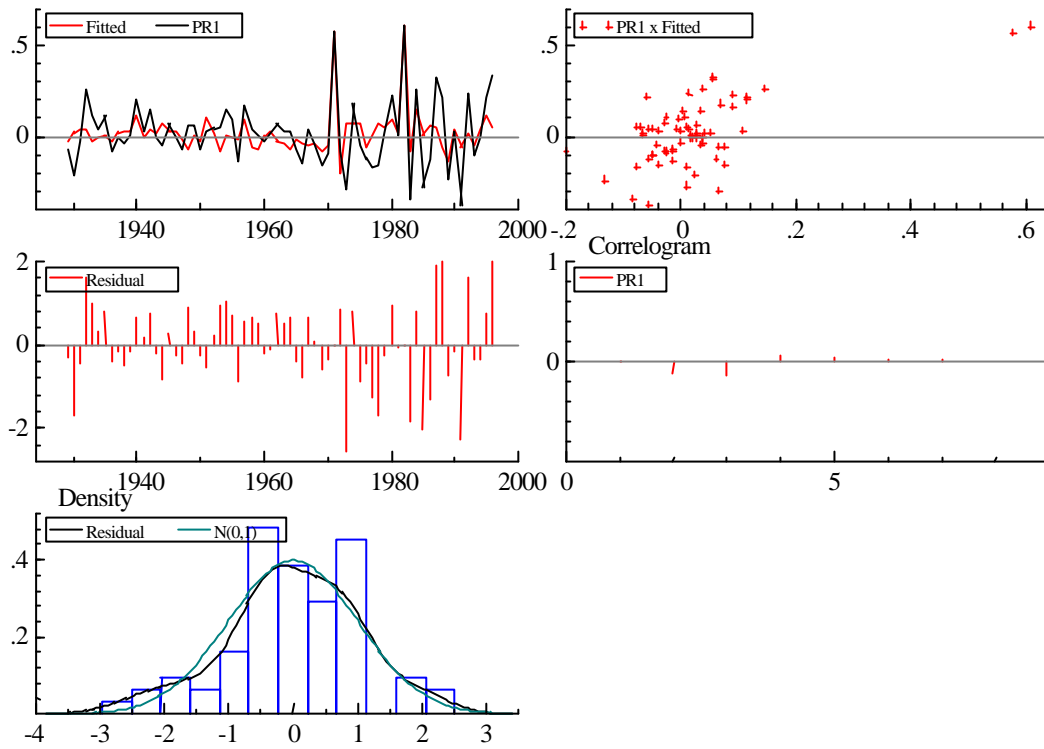 Fitted PR1
.5
0
1940 1960 1980 2000
PR1 x Fitted
.5
0
-.2 0 .2 .4 .6
Residual
2
0
-2
1940 1960 1980 2000
Correlogram
PR1
1
0
0 5
Density
Residual N(0,1)
.4
.2
-4 -3 -2 -1 0 1 2 3